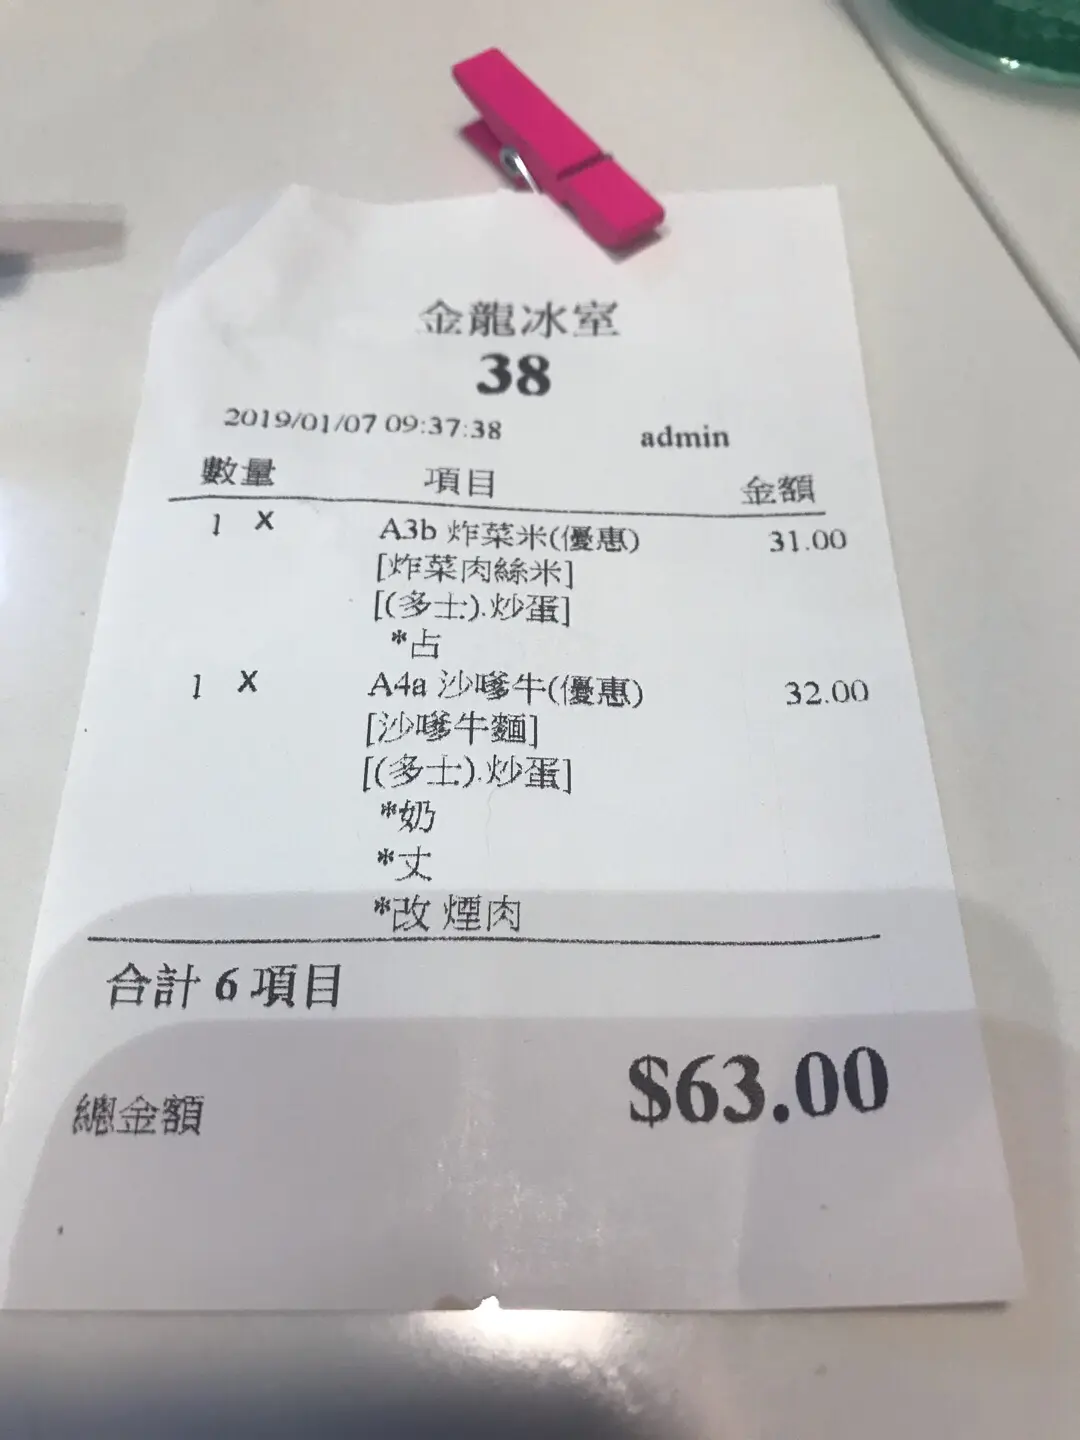 金龍冰室
38
2019/01/07 09:37:38 admin
數量 項目 金額
1 X A3b 炸菜米(優惠) 31.00
[炸菜肉絲米]
[(多士).炒蛋]
*占
1 X A4a 沙嗲牛(優惠) 32.00
[沙嗲牛麵]
[(多士).炒蛋]
*奶
*丈
*改 煙肉
合計 6 項目
總金額 $63.00